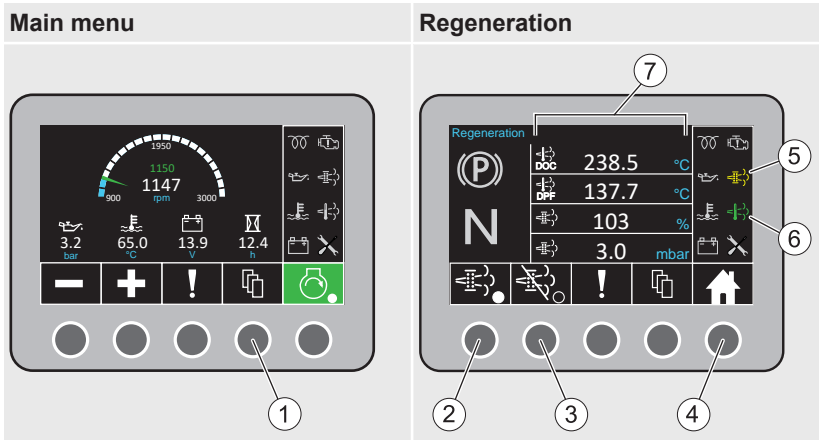 Main menu
1950
1150
1147
rpm
900
3000
3.2
bar
65.0
°C
13.9
V
12.4
h
1
Regeneration
7
Regeneration
P
N
DOC
238.5 °C
DPF
137.7 °C
103 %
3.0 mbar
!
!
5
6
2
3
4